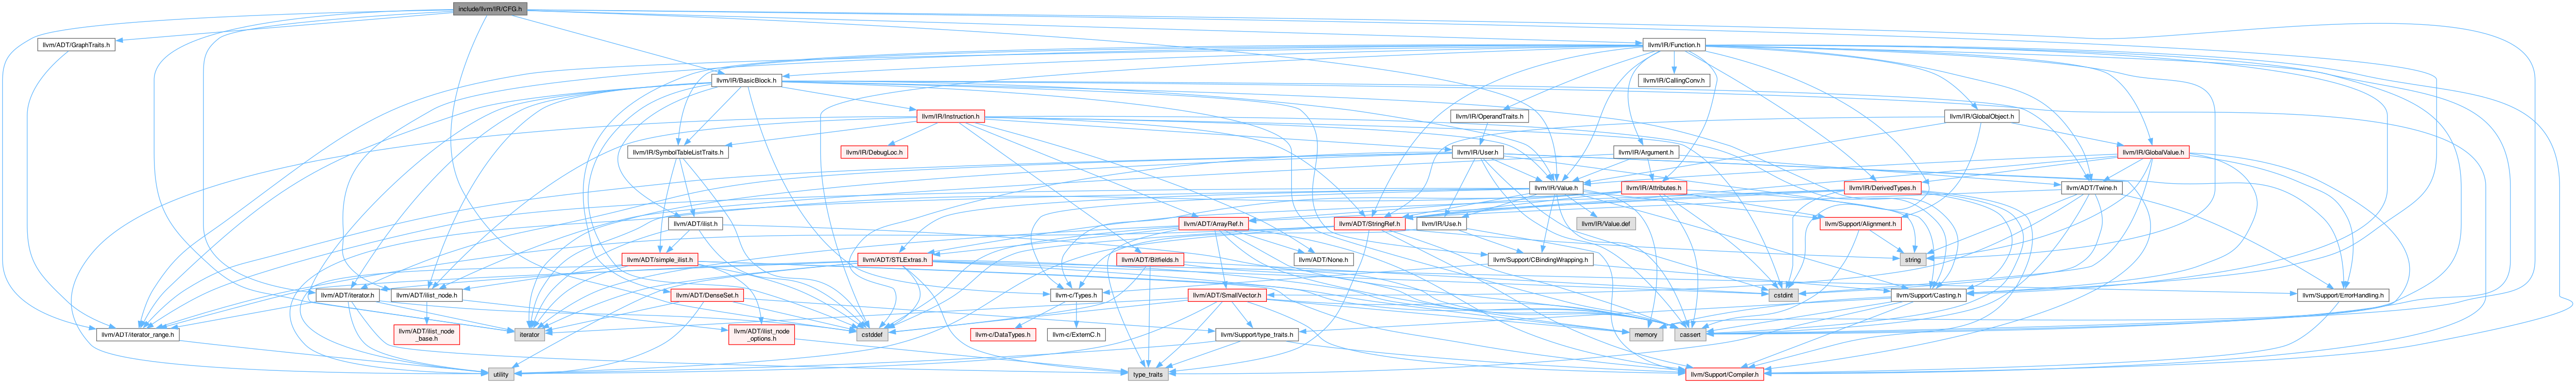 include/llvm/IR/CFG.h
llvm/ADT/GraphTraits.h
llvm/IR/Function.h
llvm/IR/BasicBlock.h
llvm/IR/CallingConv.h
llvm/IR/Instruction.h
llvm/IR/OperandTraits.h
llvm/IR/GlobalObject.h
llvm/IR/SymbolTableListTraits.h
llvm/IR/DebugLoc.h
llvm/IR/User.h
llvm/IR/Argument.h
llvm/IR/GlobalValue.h
llvm/IR/Value.h
llvm/IR/Attributes.h
llvm/IR/DerivedTypes.h
llvm/ADT/Twine.h
llvm/ADT/ilist.h
llvm/ADT/ArrayRef.h
llvm/ADT/StringRef.h
llvm/IR/Use.h
llvm/IR/Value.def
llvm/Support/Alignment.h
llvm/ADT/simple_ilist.h
llvm/ADT/STLExtras.h
llvm/ADT/Bitfields.h
llvm/ADT/None.h
llvm/Support/CBindingWrapping.h
string
llvm/ADT/iterator.h
llvm/ADT/ilist_node.h
llvm/ADT/DenseSet.h
llvm-c/Types.h
llvm/ADT/SmallVector.h
cstdint
llvm/Support/Casting.h
llvm/Support/ErrorHandling.h
llvm/ADT/iterator_range.h
llvm/ADT/ilist_node
_base.h
iterator
llvm/ADT/ilist_node
_options.h
cstddef
llvm-c/DataTypes.h
llvm-c/ExternC.h
llvm/Support/type_traits.h
memory
cassert
utility
type_traits
llvm/Support/Compiler.h